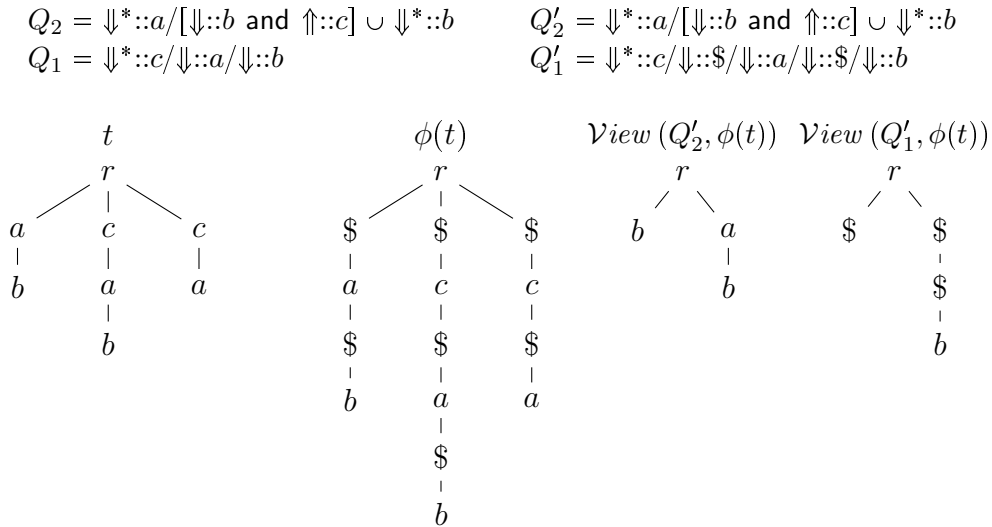 Q₂ = ⇓*::a/[⇓::b and ⇑::c] ∪ ⇓*::b
Q′₂ = ⇓*::a/[⇓::b and ⇑::c] ∪ ⇓*::b
Q₁ = ⇓*::c/⇓::a/⇓::b
Q′₁ = ⇓*::c/⇓::$/⇓::a/⇓::$/⇓::b
t
ϕ(t)
View (Q′₂, ϕ(t))
View (Q′₁, ϕ(t))
r r r r
a c c $ $ $ b a $ $
b a a a c c b $
b $ $ $ b
b a a
$
b